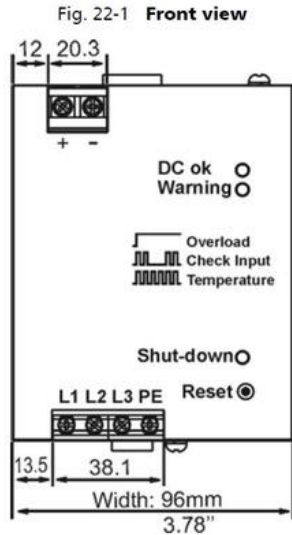 Fig. 22-1 Front view
12 20.3
+ -
DC ok
Warning
Overload
Check Input
Temperature
Shut-down
Reset
L1 L2 L3 PE
13.5 38.1
Width: 96mm
3.78"